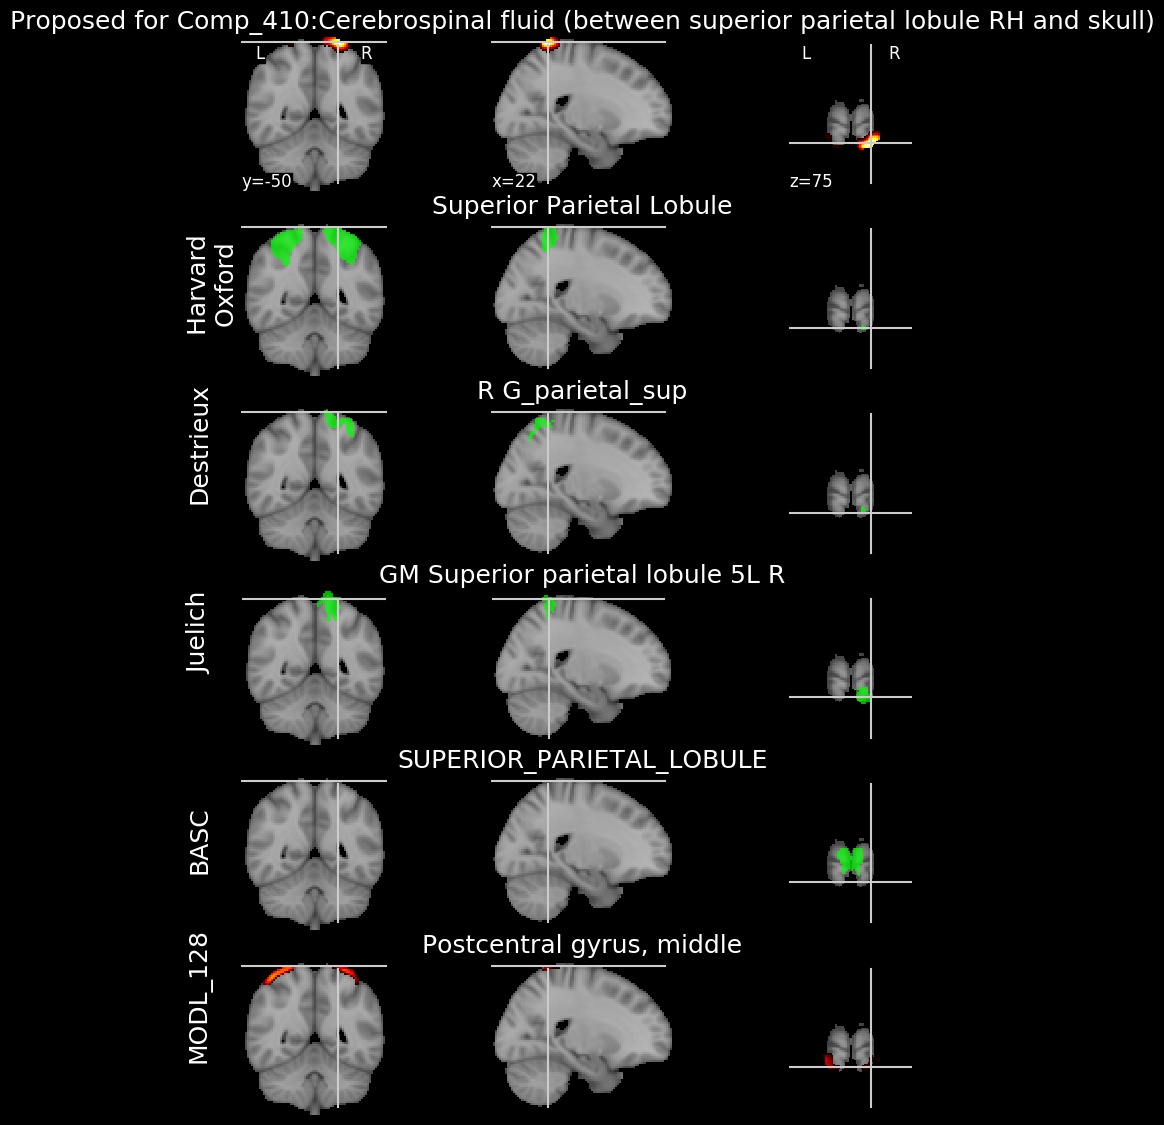 Proposed for Comp_410:Cerebrospinal fluid (between superior parietal lobule RH and skull)
L R L R
y=-50 x=22 z=75
Superior Parietal Lobule
Harvard
Oxford
R G_parietal_sup
Destrieux
GM Superior parietal lobule 5L R
Juelich
SUPERIOR_PARIETAL_LOBULE
BASC
Postcentral gyrus, middle
MODL_128